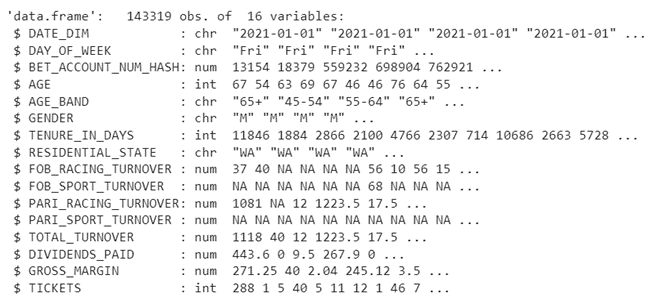 'data.frame':   143319 obs. of  16 variables:
 $ DATE_DIM            : chr  "2021-01-01" "2021-01-01" "2021-01-01" "2021-01-01" ...
 $ DAY_OF_WEEK         : chr  "Fri" "Fri" "Fri" "Fri" ...
 $ BET_ACCOUNT_NUM_HASH: num  13154 18379 559232 698904 762921 ...
 $ AGE                 : int  67 54 63 69 67 46 46 76 64 55 ...
 $ AGE_BAND            : chr  "65+" "45-54" "55-64" "65+" ...
 $ GENDER              : chr  "M" "M" "M" "M" ...
 $ TENURE_IN_DAYS      : int  11846 1884 2866 2100 4766 2307 714 10686 2663 5728 ...
 $ RESIDENTIAL_STATE   : chr  "WA" "WA" "WA" "WA" ...
 $ FOB_RACING_TURNOVER : num  37 40 NA NA NA NA 56 10 56 15 ...
 $ FOB_SPORT_TURNOVER  : num  NA NA NA NA NA NA 68 NA NA NA ...
 $ PARI_RACING_TURNOVER: num  1081 NA 12 1223.5 17.5 ...
 $ PARI_SPORT_TURNOVER : num  NA NA NA NA NA NA NA NA NA NA ...
 $ TOTAL_TURNOVER      : num  1118 40 12 1223.5 17.5 ...
 $ DIVIDENDS_PAID      : num  443.6 0 9.5 267.9 0 ...
 $ GROSS_MARGIN        : num  271.25 40 2.04 245.12 3.5 ...
 $ TICKETS             : int  288 1 5 40 5 11 12 1 46 7 ...